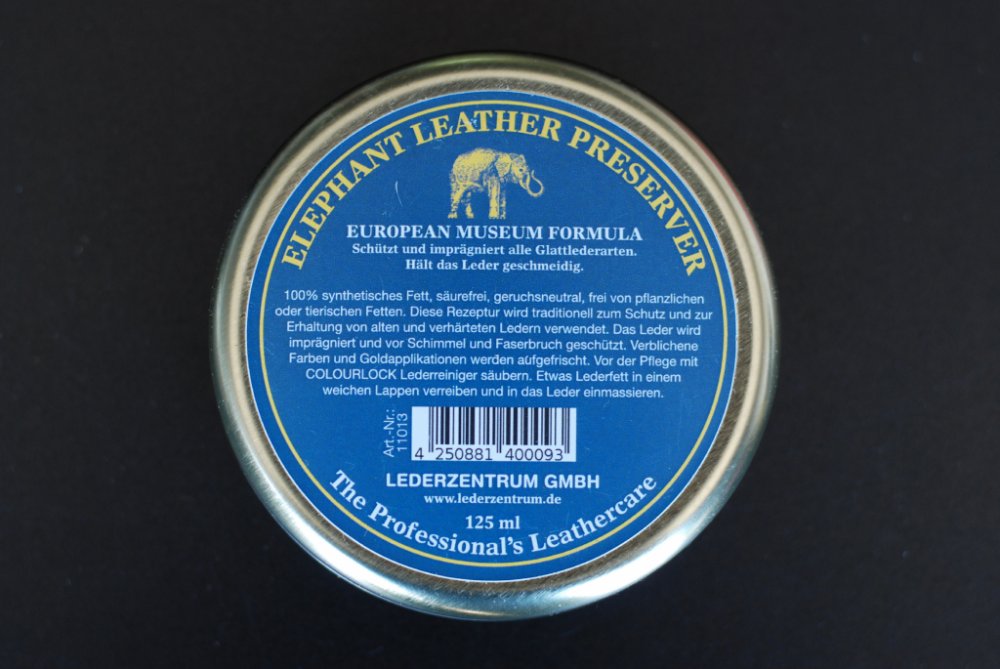 ELEPHANT LEATHER PRESERVER
EUROPEAN MUSEUM FORMULA
Schützt und imprägniert alle Glattlederarten.
Hält das Leder geschmeidig.
100% synthetisches Fett, säurefrei, geruchsneutral, frei von pflanzlichen
oder tierischen Fetten. Diese Rezeptur wird traditionell zum Schutz und zur
Erhaltung von alten und verhärteten Ledern verwendet. Das Leder wird
imprägniert und vor Schimmel und Faserbruch geschützt. Verblichene
Farben und Goldapplikationen werden aufgefrischt. Vor der Pflege mit
COLOURLOCK Lederreiniger säubern. Etwas Lederfett in einem
weichen Lappen verreiben und in das Leder einmassieren.
Art.-Nr.:
11013
4 250881 400093
LEDERZENTRUM GMBH
www.lederzentrum.de
125 ml
The Professional's Leathercare